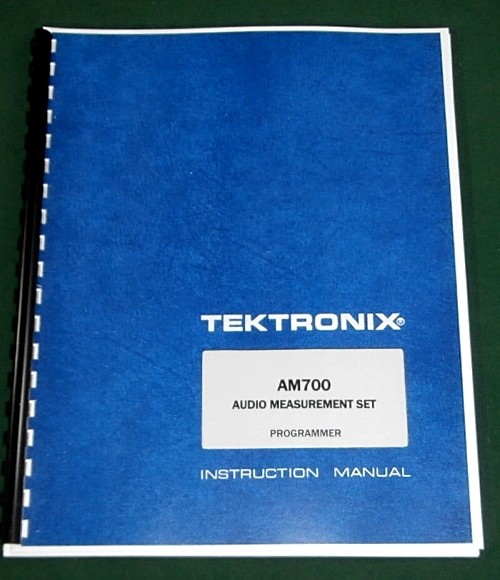 TEKTRONIX®
AM700
AUDIO MEASUREMENT SET
PROGRAMMER
INSTRUCTION MANUAL